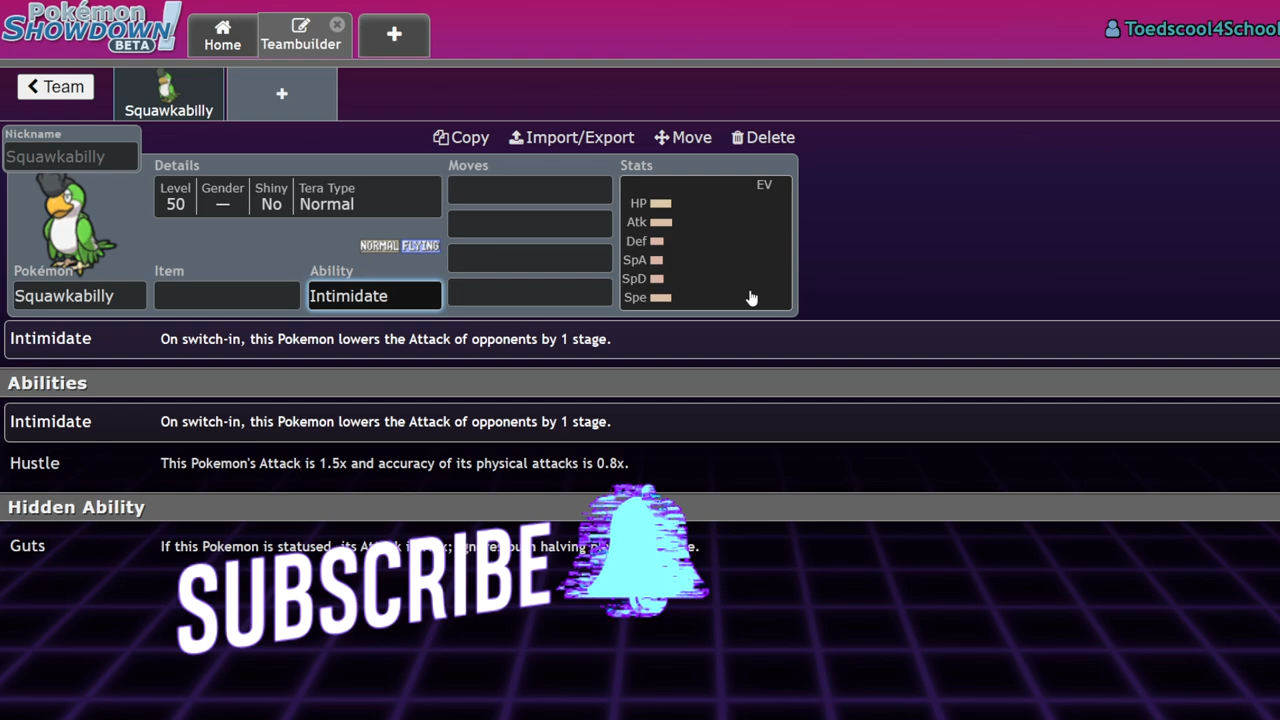 Pokémon
SHOWDOWN!
BETA
Home
Teambuilder
+
Toedscool4School
< Team
Squawkabilly
+
Nickname
Squawkabilly
Copy
Import/Export
Move
Delete
Details
Level
50
Gender
—
Shiny
No
Tera Type
Normal
NORMAL FLYING
Pokémon
Squawkabilly
Item
Ability
Intimidate
Moves
Stats
EV
HP
Atk
Def
SpA
SpD
Spe
Intimidate On switch-in, this Pokemon lowers the Attack of opponents by 1 stage.
Abilities
Intimidate On switch-in, this Pokemon lowers the Attack of opponents by 1 stage.
Hustle This Pokemon's Attack is 1.5x and accuracy of its physical attacks is 0.8x.
Hidden Ability
Guts If this Pokemon is statused, its
SUBSCRIBE